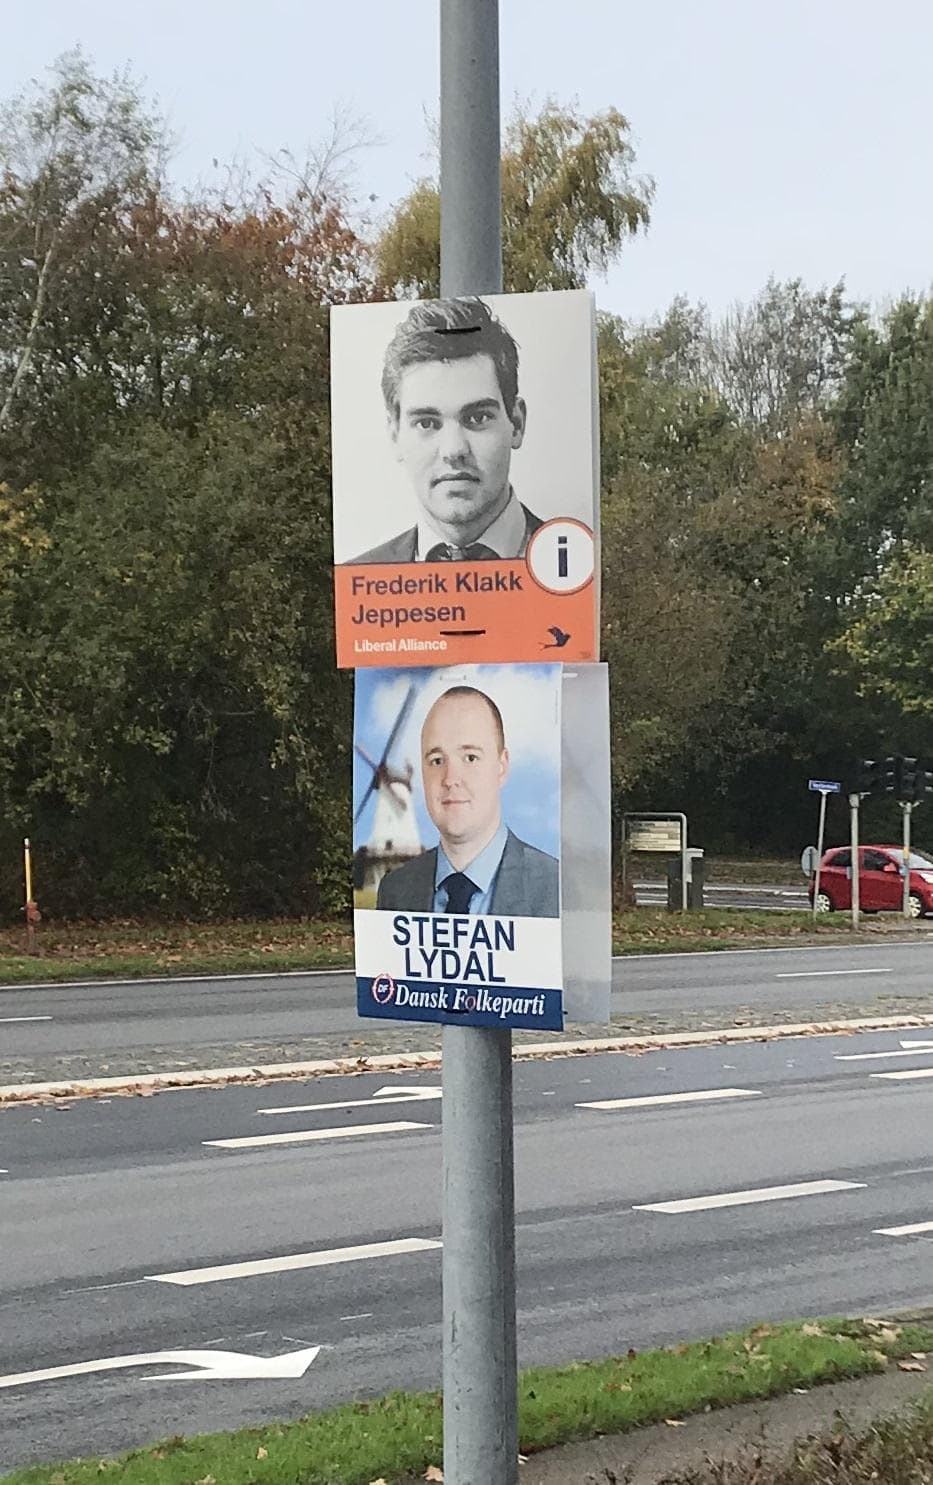 i
Frederik Klakk
Jeppesen
Liberal Alliance
STEFAN
LYDAL
DF
Dansk Folkeparti